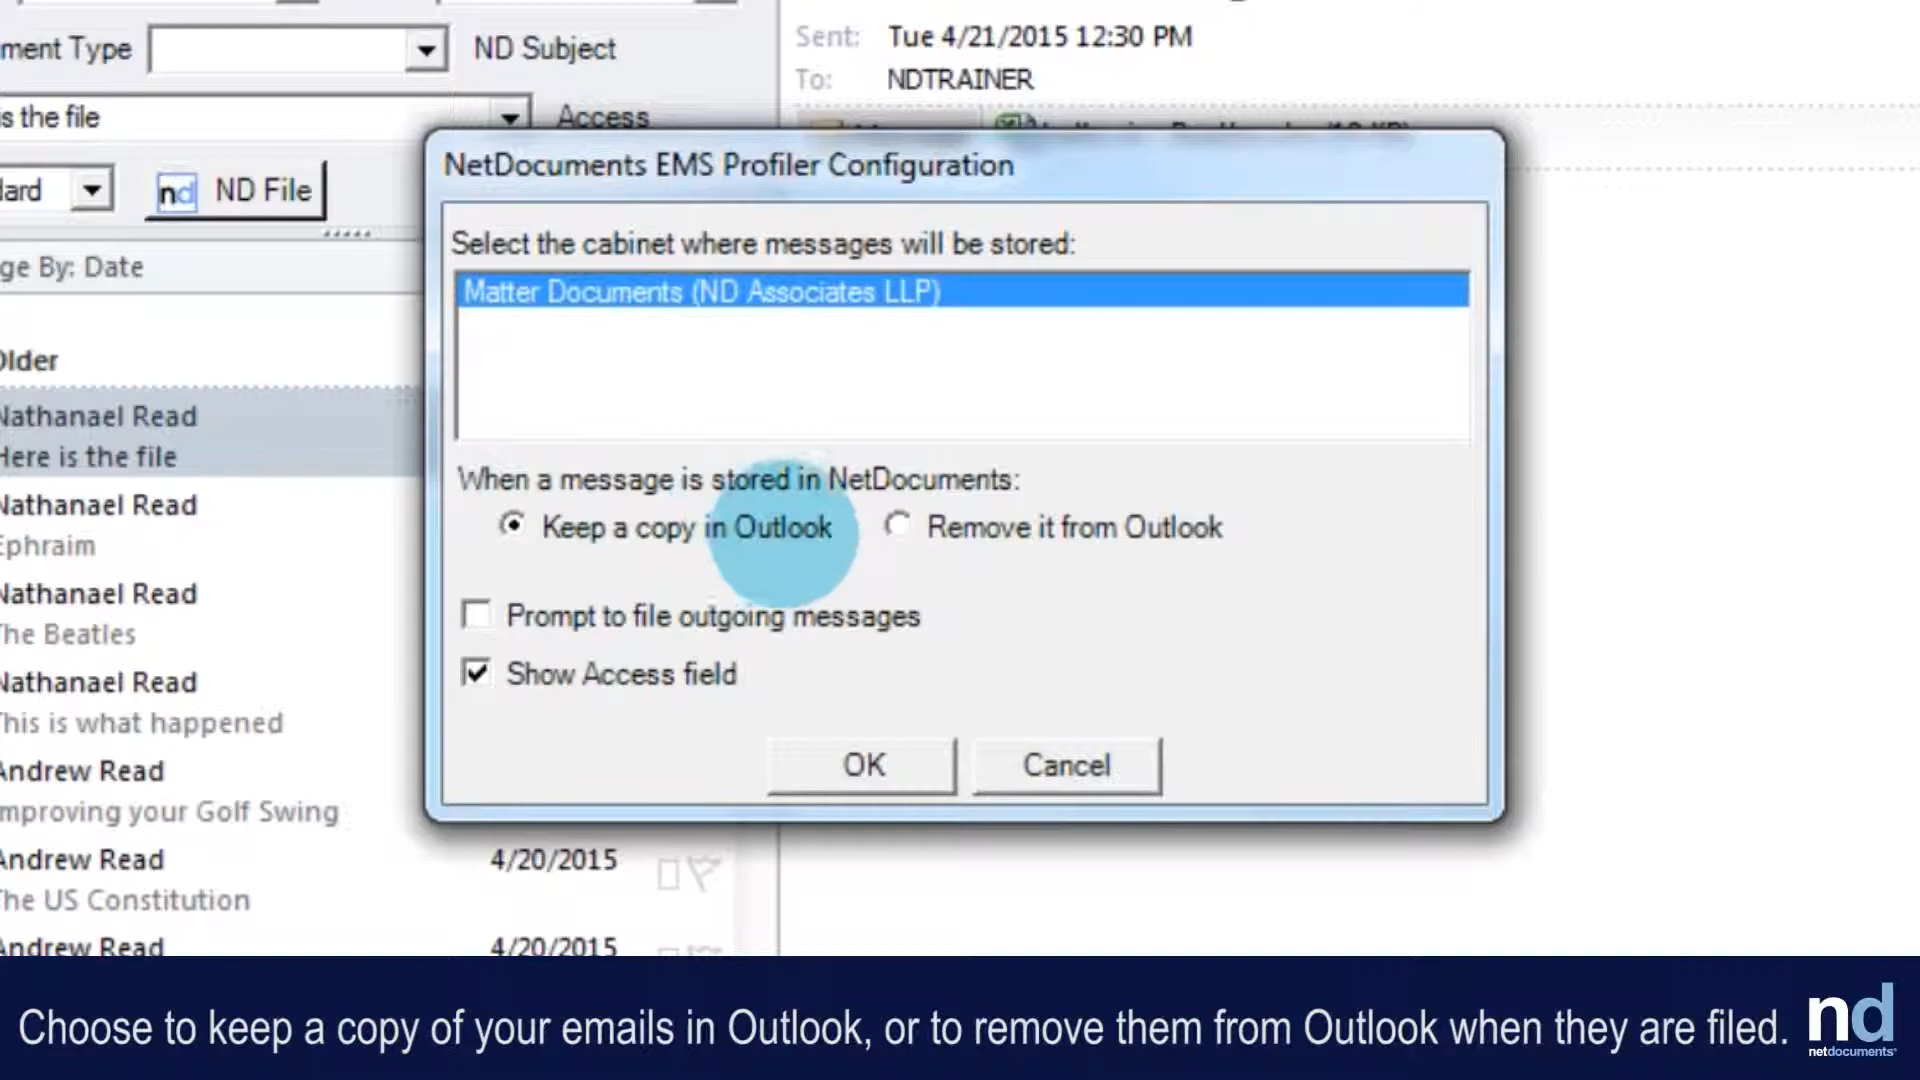 ment Type
ND Subject
Sent: Tue 4/21/2015 12:30 PM
To: NDTRAINER
is the file
Access
NetDocuments EMS Profiler Configuration
nd ND File
Select the cabinet where messages will be stored:
ge By: Date
Matter Documents (ND Associates LLP)
Older
Nathanael Read
Here is the file
When a message is stored in NetDocuments:
Nathanael Read
Keep a copy in Outlook
Remove it from Outlook
Ephraim
Nathanael Read
Prompt to file outgoing messages
The Beatles
Show Access field
Nathanael Read
This is what happened
OK
Cancel
Andrew Read
Improving your Golf Swing
Andrew Read 4/20/2015
The US Constitution
Andrew Read 4/20/2015
Choose to keep a copy of your emails in Outlook, or to remove them from Outlook when they are filed.
nd
netdocuments